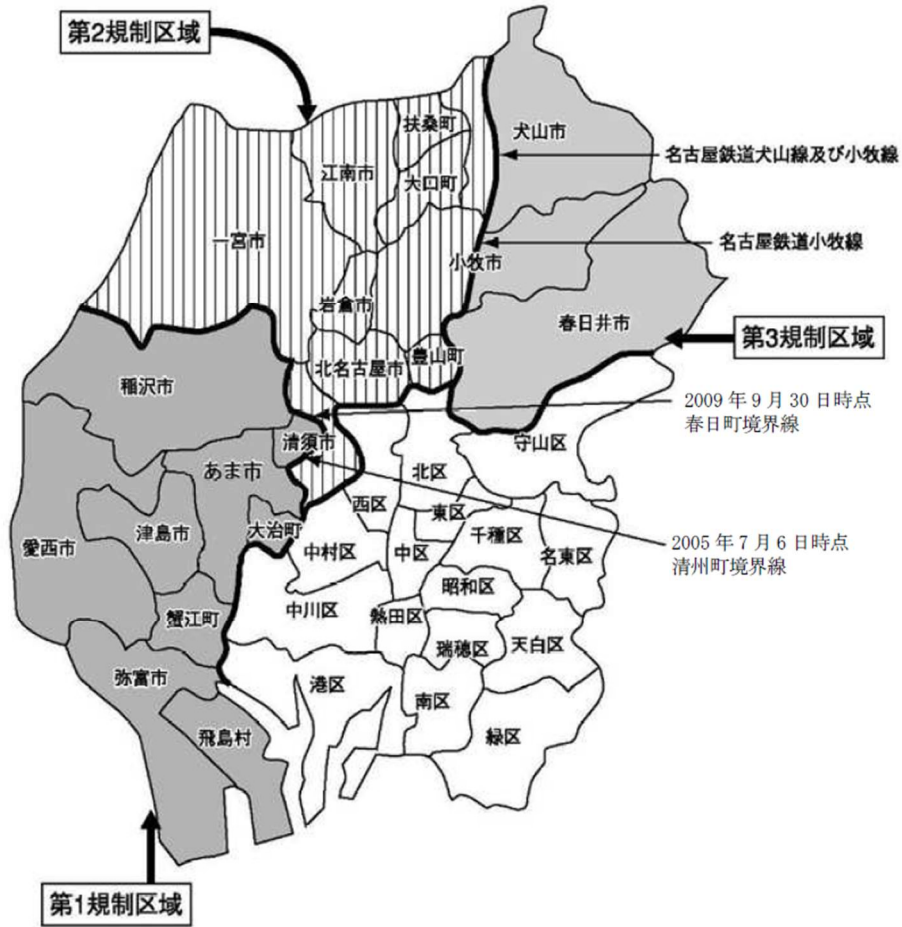 第2規制区域
扶桑町
犬山市
名古屋鉄道犬山線及び小牧線
江南市
大口町
一宮市
名古屋鉄道小牧線
小牧市
岩倉市
春日井市
第3規制区域
北名古屋市
豊山町
稲沢市
2009年9月30日時点
春日町境界線
清須市
守山区
あま市
北区
西区
東区
愛西市
津島市
大治町
中村区
中区
千種区
名東区
2005年7月6日時点
清州町境界線
昭和区
蟹江町
中川区
熱田区
瑞穂区
天白区
弥富市
港区
南区
飛島村
緑区
第1規制区域